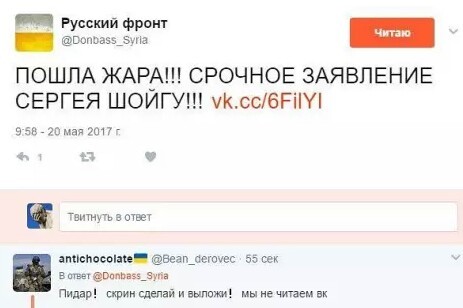 Русский фронт
@Donbass_Syria
Читаю
ПОШЛА ЖАРА!!! СРОЧНОЕ ЗАЯВЛЕНИЕ
СЕРГЕЯ ШОЙГУ!!! vk.cc/6FilYI
9:58 - 20 мая 2017 г.
1
Твитнуть в ответ
antichocolate @Bean_derovec · 55 сек
В ответ @Donbass_Syria
Пидар! скрин сделай и выложи! мы не читаем вк